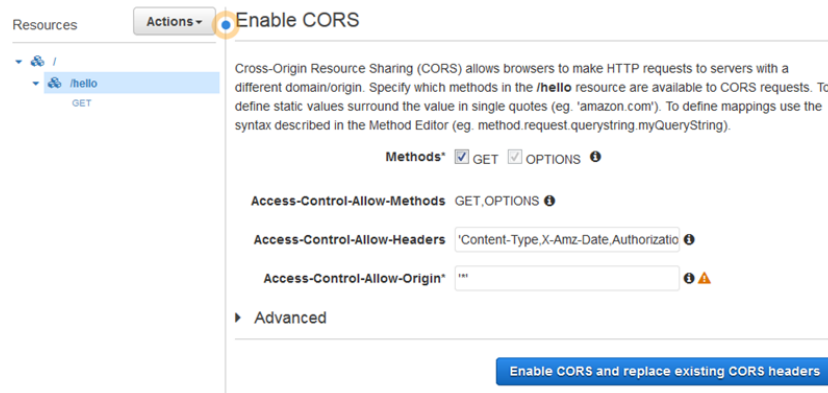 Resources
Actions
Enable CORS
/
/hello
GET
Cross-Origin Resource Sharing (CORS) allows browsers to make HTTP requests to servers with a
different domain/origin. Specify which methods in the /hello resource are available to CORS requests. To
define static values surround the value in single quotes (eg. 'amazon.com'). To define mappings use the
syntax described in the Method Editor (eg. method.request.querystring.myQueryString).
Methods* GET OPTIONS
Access-Control-Allow-Methods GET,OPTIONS
Access-Control-Allow-Headers 'Content-Type,X-Amz-Date,Authorizatio
Access-Control-Allow-Origin* '*'
Advanced
Enable CORS and replace existing CORS headers